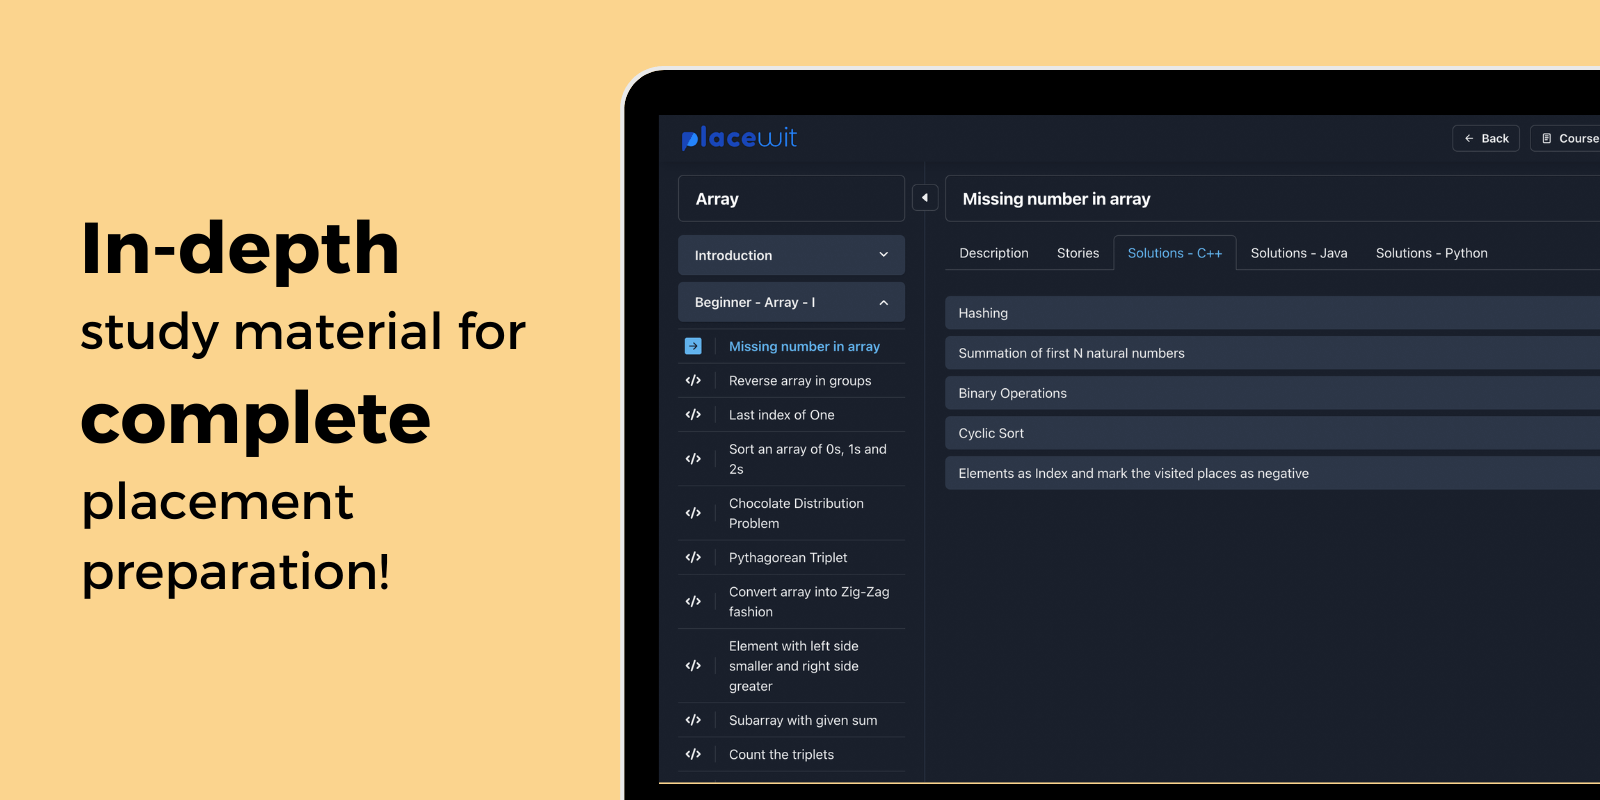 In-depth
study material for
complete
placement
preparation!
placewit
← Back
Course
Array
Introduction
Beginner - Array - I
Missing number in array
</> Reverse array in groups
</> Last index of One
</> Sort an array of 0s, 1s and
2s
</> Chocolate Distribution
Problem
</> Pythagorean Triplet
</> Convert array into Zig-Zag
fashion
</> Element with left side
smaller and right side
greater
</> Subarray with given sum
</> Count the triplets
Missing number in array
Description Stories Solutions - C++ Solutions - Java Solutions - Python
Hashing
Summation of first N natural numbers
Binary Operations
Cyclic Sort
Elements as Index and mark the visited places as negative